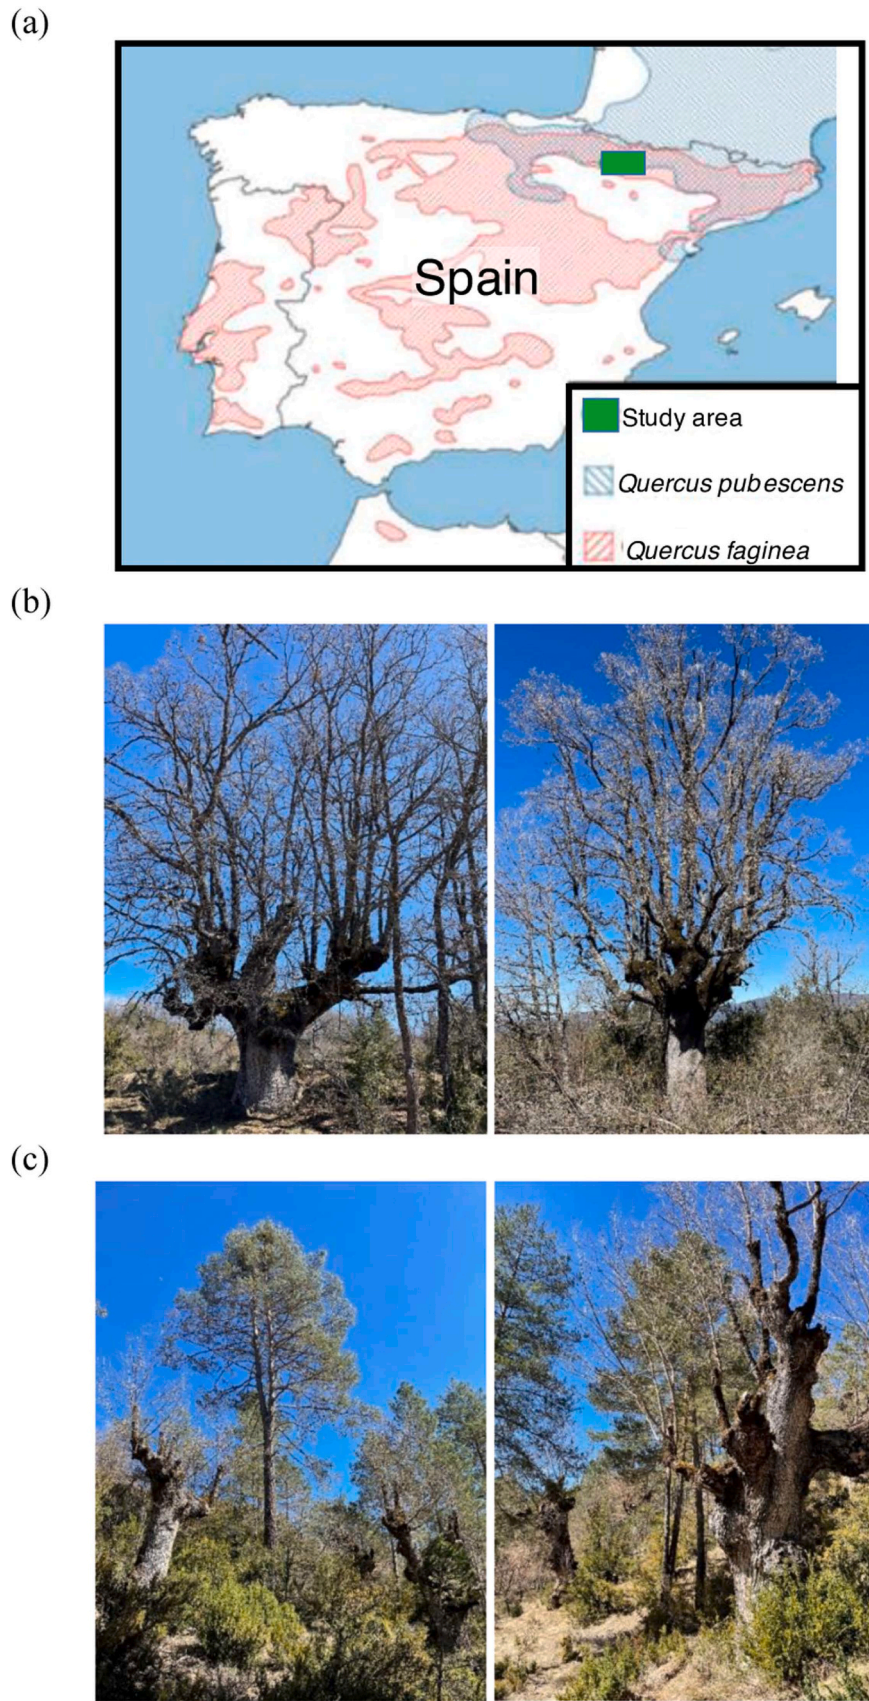 (a)
Spain
Study area
Quercus pubescens
Quercus faginea
(b)
(c)